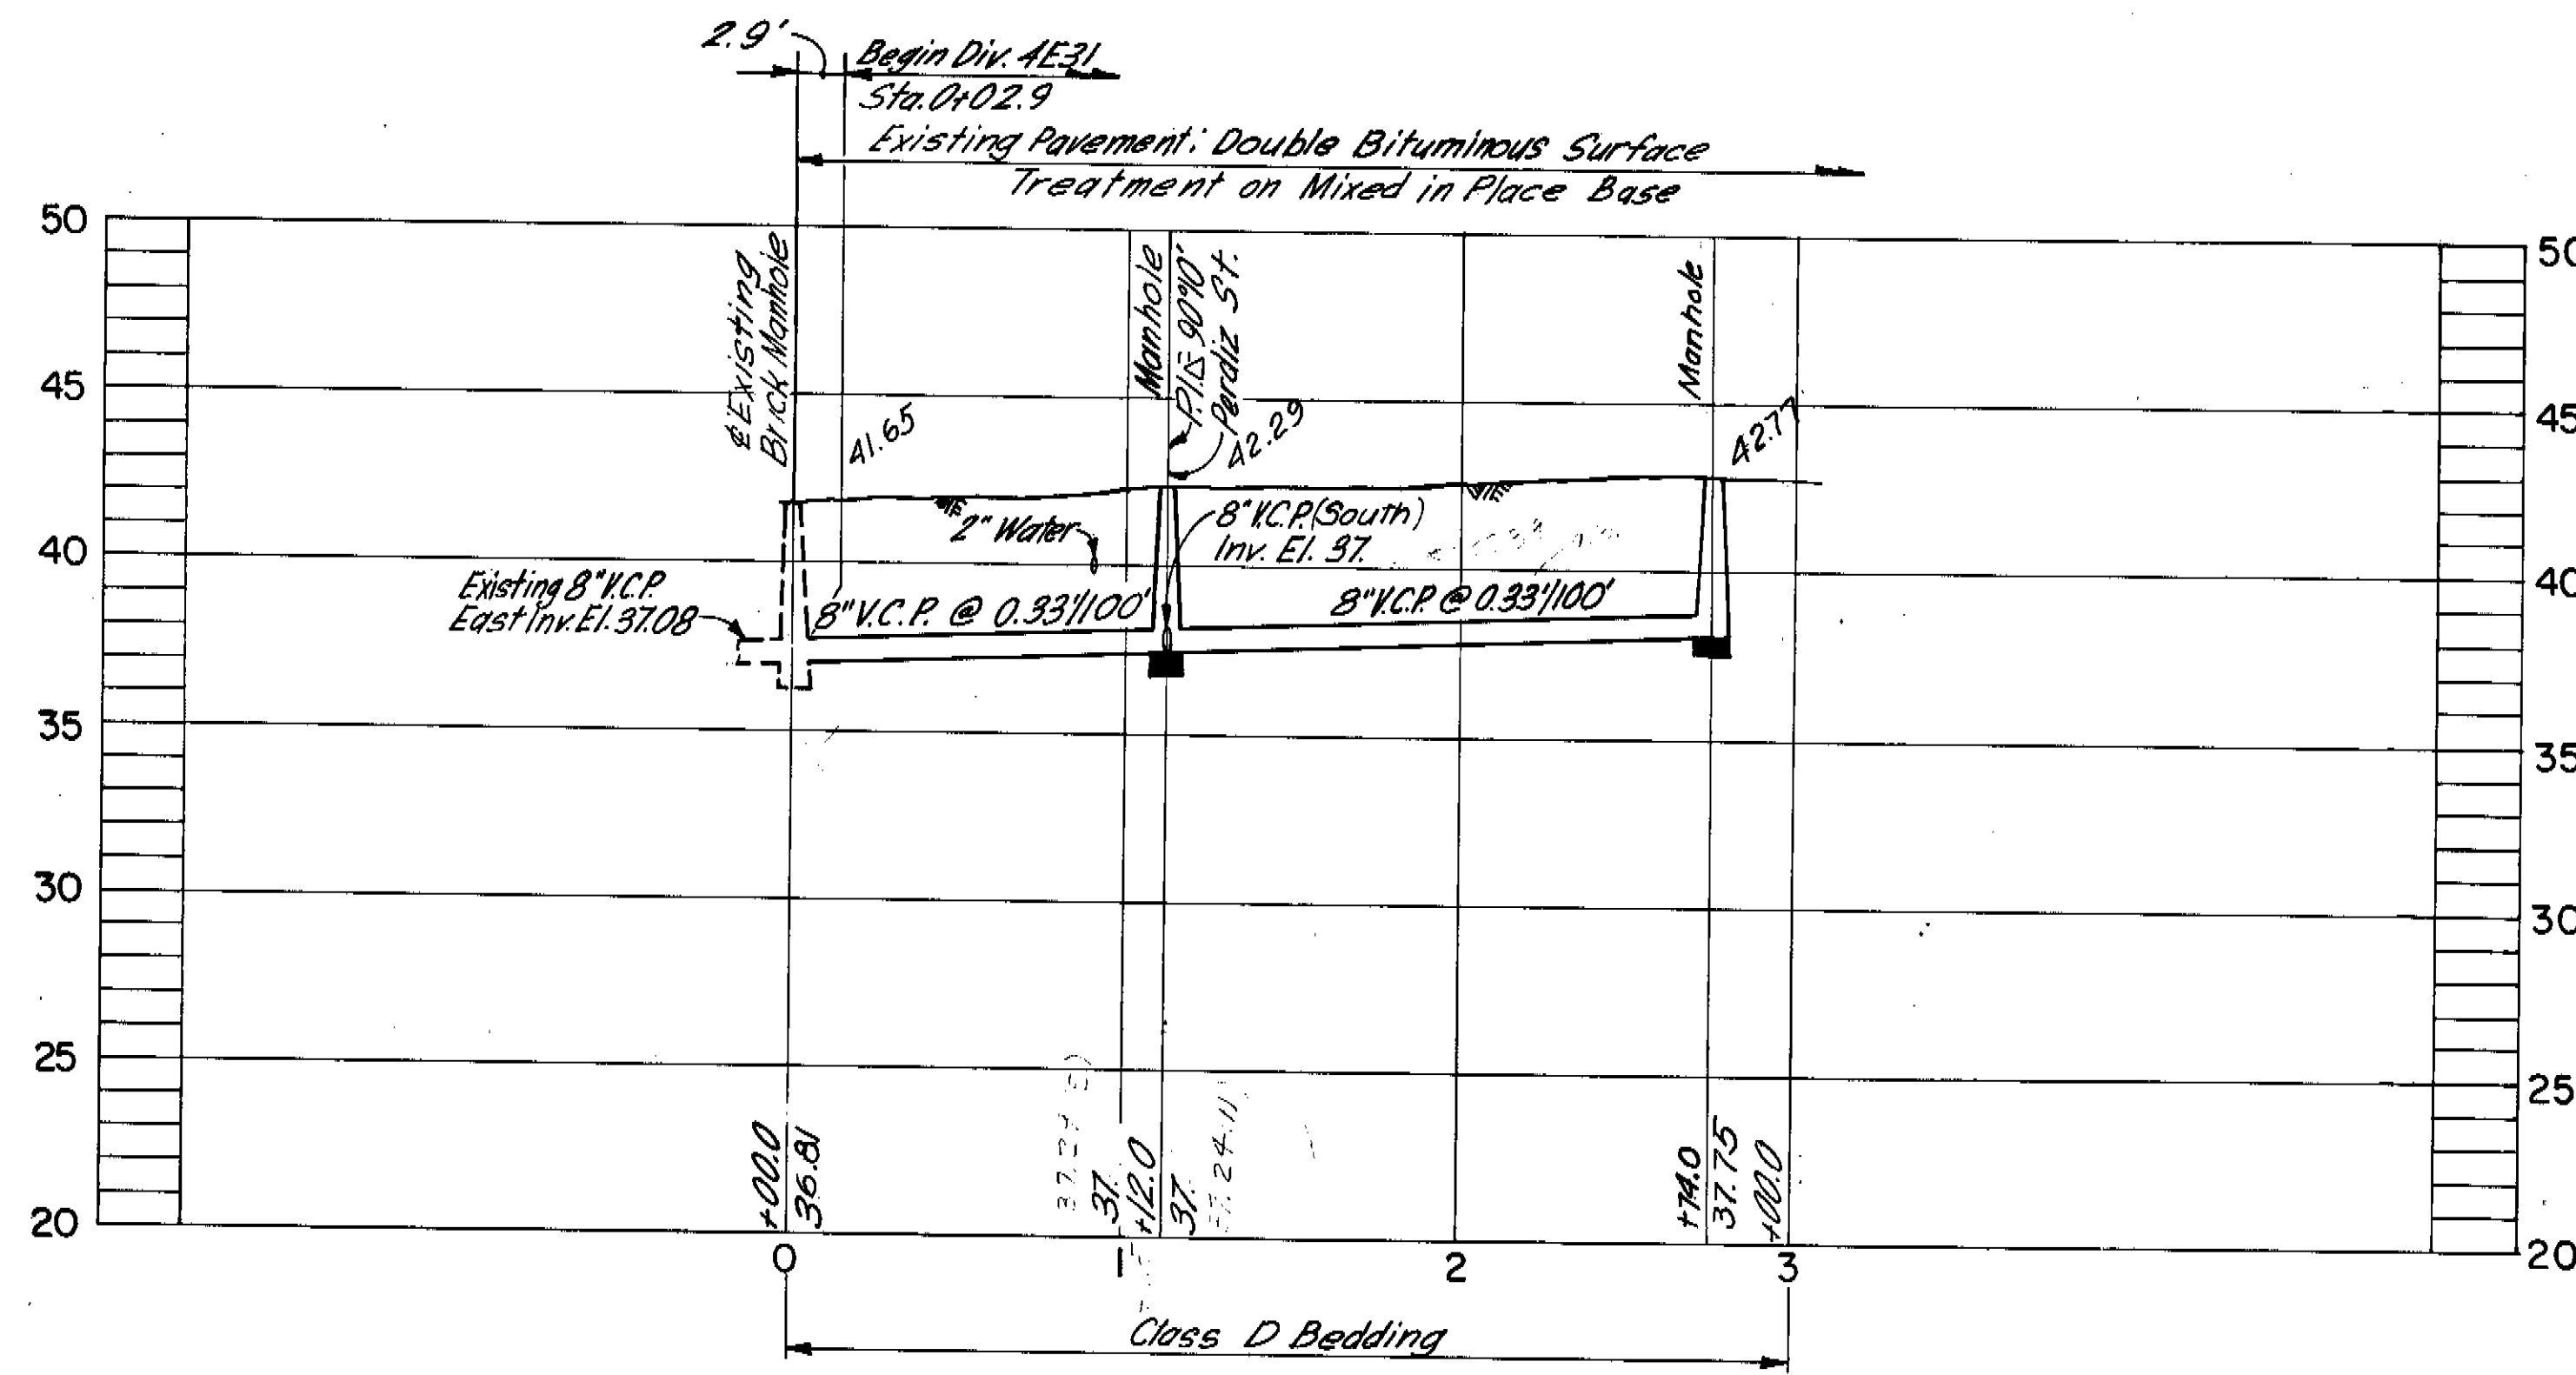 2.9'
Begin Div. 4E31
Sta. 0+02.9
Existing Pavement: Double Bituminous Surface
Treatment on Mixed in Place Base
50
50
45
45
40
40
35
35
30
30
25
25
20
20
℄ Existing
Brick Manhole
41.65
Manhole
P.I. Δ 90°10'
Perdiz St.
42.29
Manhole
42.77
2" Water
8" V.C.P. (South)
Inv. El. 37.
Existing 8" V.C.P.
East Inv. El. 37.08
8" V.C.P. @ 0.33'/100'
8" V.C.P. @ 0.33'/100'
+00.0
36.81
37.
+12.0
37.
37.24
+74.0
37.75
+00.0
0
1
2
3
Class D Bedding